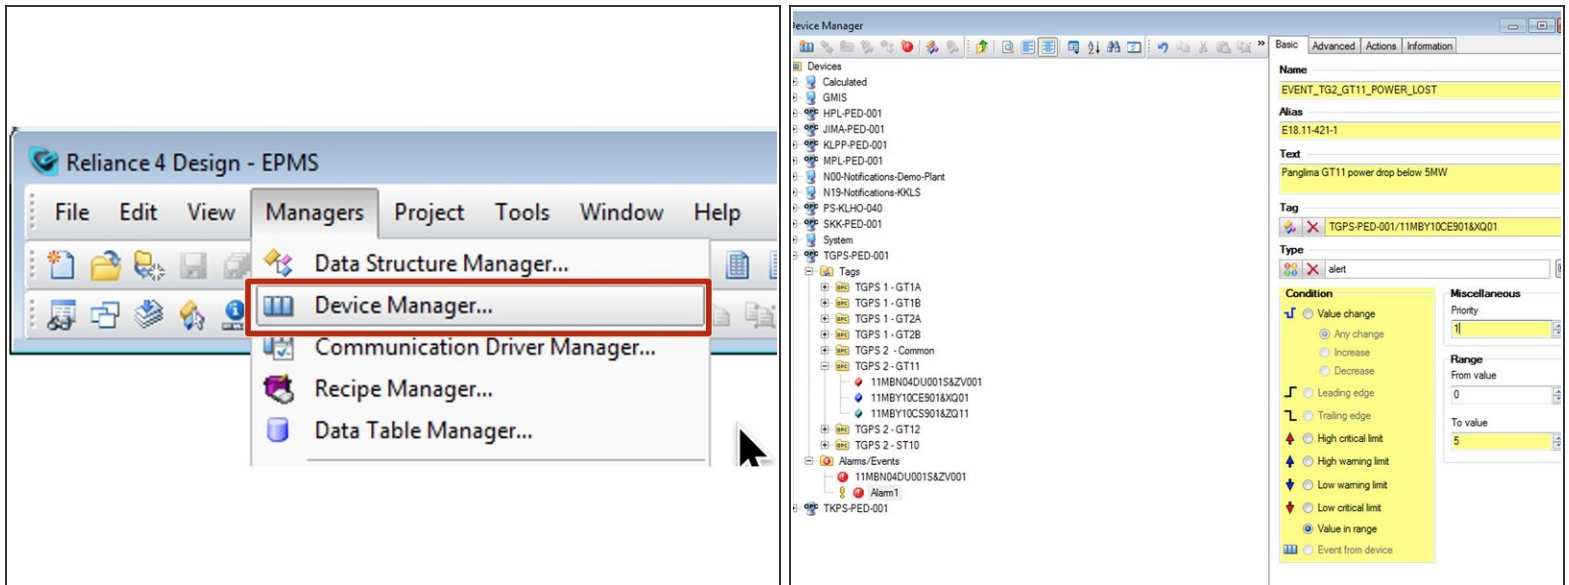 Reliance 4 Design - EPMS
File Edit View Managers Project Tools Window Help
Data Structure Manager...
Device Manager...
Communication Driver Manager...
Recipe Manager...
Data Table Manager...
Device Manager
Devices
Calculated
GMIS
HPL-PED-001
JIMA-PED-001
KLPP-PED-001
MPL-PED-001
N00-Notifications-Demo-Plant
N19-Notifications-KKLS
PS-KLHO-040
SKK-PED-001
System
TGPS-PED-001
Tags
TGPS 1 - GT1A
TGPS 1 - GT1B
TGPS 1 - GT2A
TGPS 1 - GT2B
TGPS 2 - Common
TGPS 2 - GT11
11MBN04DU001S&ZV001
11MBY10CE901&XQ01
11MBY10CS901&ZQ11
TGPS 2 - GT12
TGPS 2 - ST10
Alarms/Events
11MBN04DU001S&ZV001
Alarm1
TKPS-PED-001
Basic Advanced Actions Information
Name
EVENT_TG2_GT11_POWER_LOST
Alias
E18.11-421-1
Text
Panglima GT11 power drop below 5MW
Tag
TGPS-PED-001/11MBY10CE901&XQ01
Type
alert
Condition
Value change
Any change
Increase
Decrease
Leading edge
Trailing edge
High critical limit
High warning limit
Low warning limit
Low critical limit
Value in range
Event from device
Miscellaneous
Priority
1
Range
From value
0
To value
5